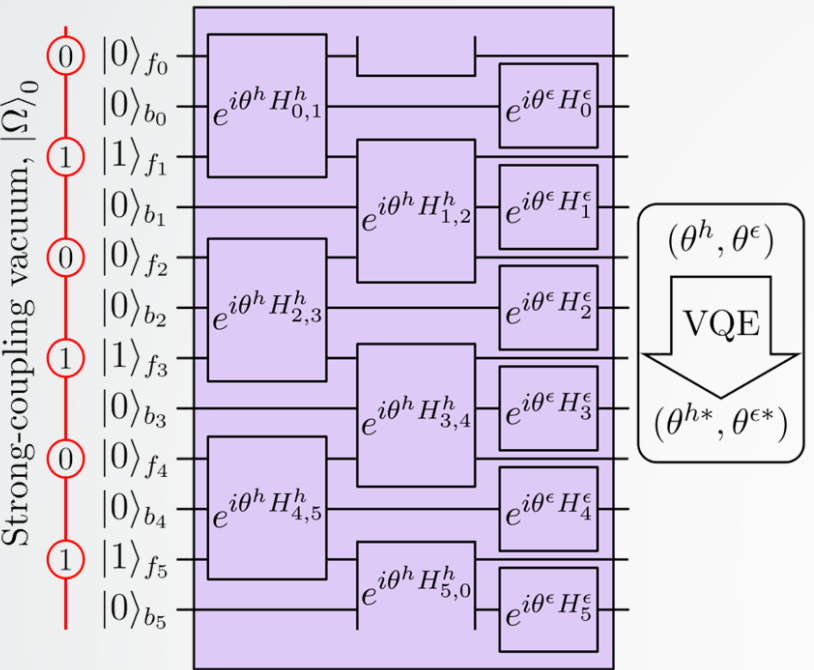 Strong-coupling vacuum, |Ω⟩₀
0 |0⟩_{f_0}
|0⟩_{b_0}
1 |1⟩_{f_1}
|0⟩_{b_1}
0 |0⟩_{f_2}
|0⟩_{b_2}
1 |1⟩_{f_3}
|0⟩_{b_3}
0 |0⟩_{f_4}
|0⟩_{b_4}
1 |1⟩_{f_5}
|0⟩_{b_5}
e^{iθ^h H^h_{0,1}}
e^{iθ^h H^h_{2,3}}
e^{iθ^h H^h_{4,5}}
e^{iθ^h H^h_{1,2}}
e^{iθ^h H^h_{3,4}}
e^{iθ^h H^h_{5,0}}
e^{iθ^ϵ H^ϵ_0}
e^{iθ^ϵ H^ϵ_1}
e^{iθ^ϵ H^ϵ_2}
e^{iθ^ϵ H^ϵ_3}
e^{iθ^ϵ H^ϵ_4}
e^{iθ^ϵ H^ϵ_5}
(θ^h, θ^ϵ)
VQE
(θ^{h*}, θ^{ϵ*})